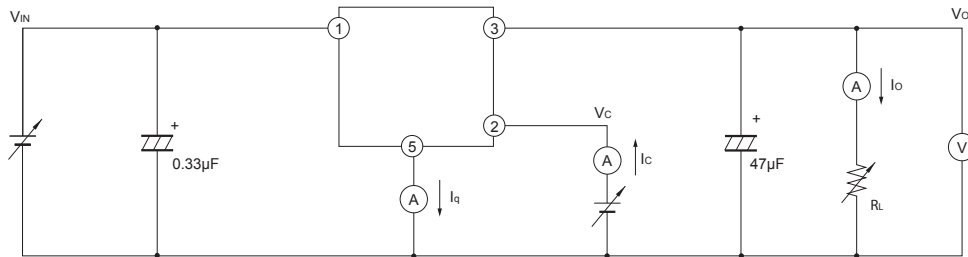 VIN
VO
1
3
A
IO
+
0.33μF
2
VC
+
47μF
5
A
IC
V
A
Iq
RL